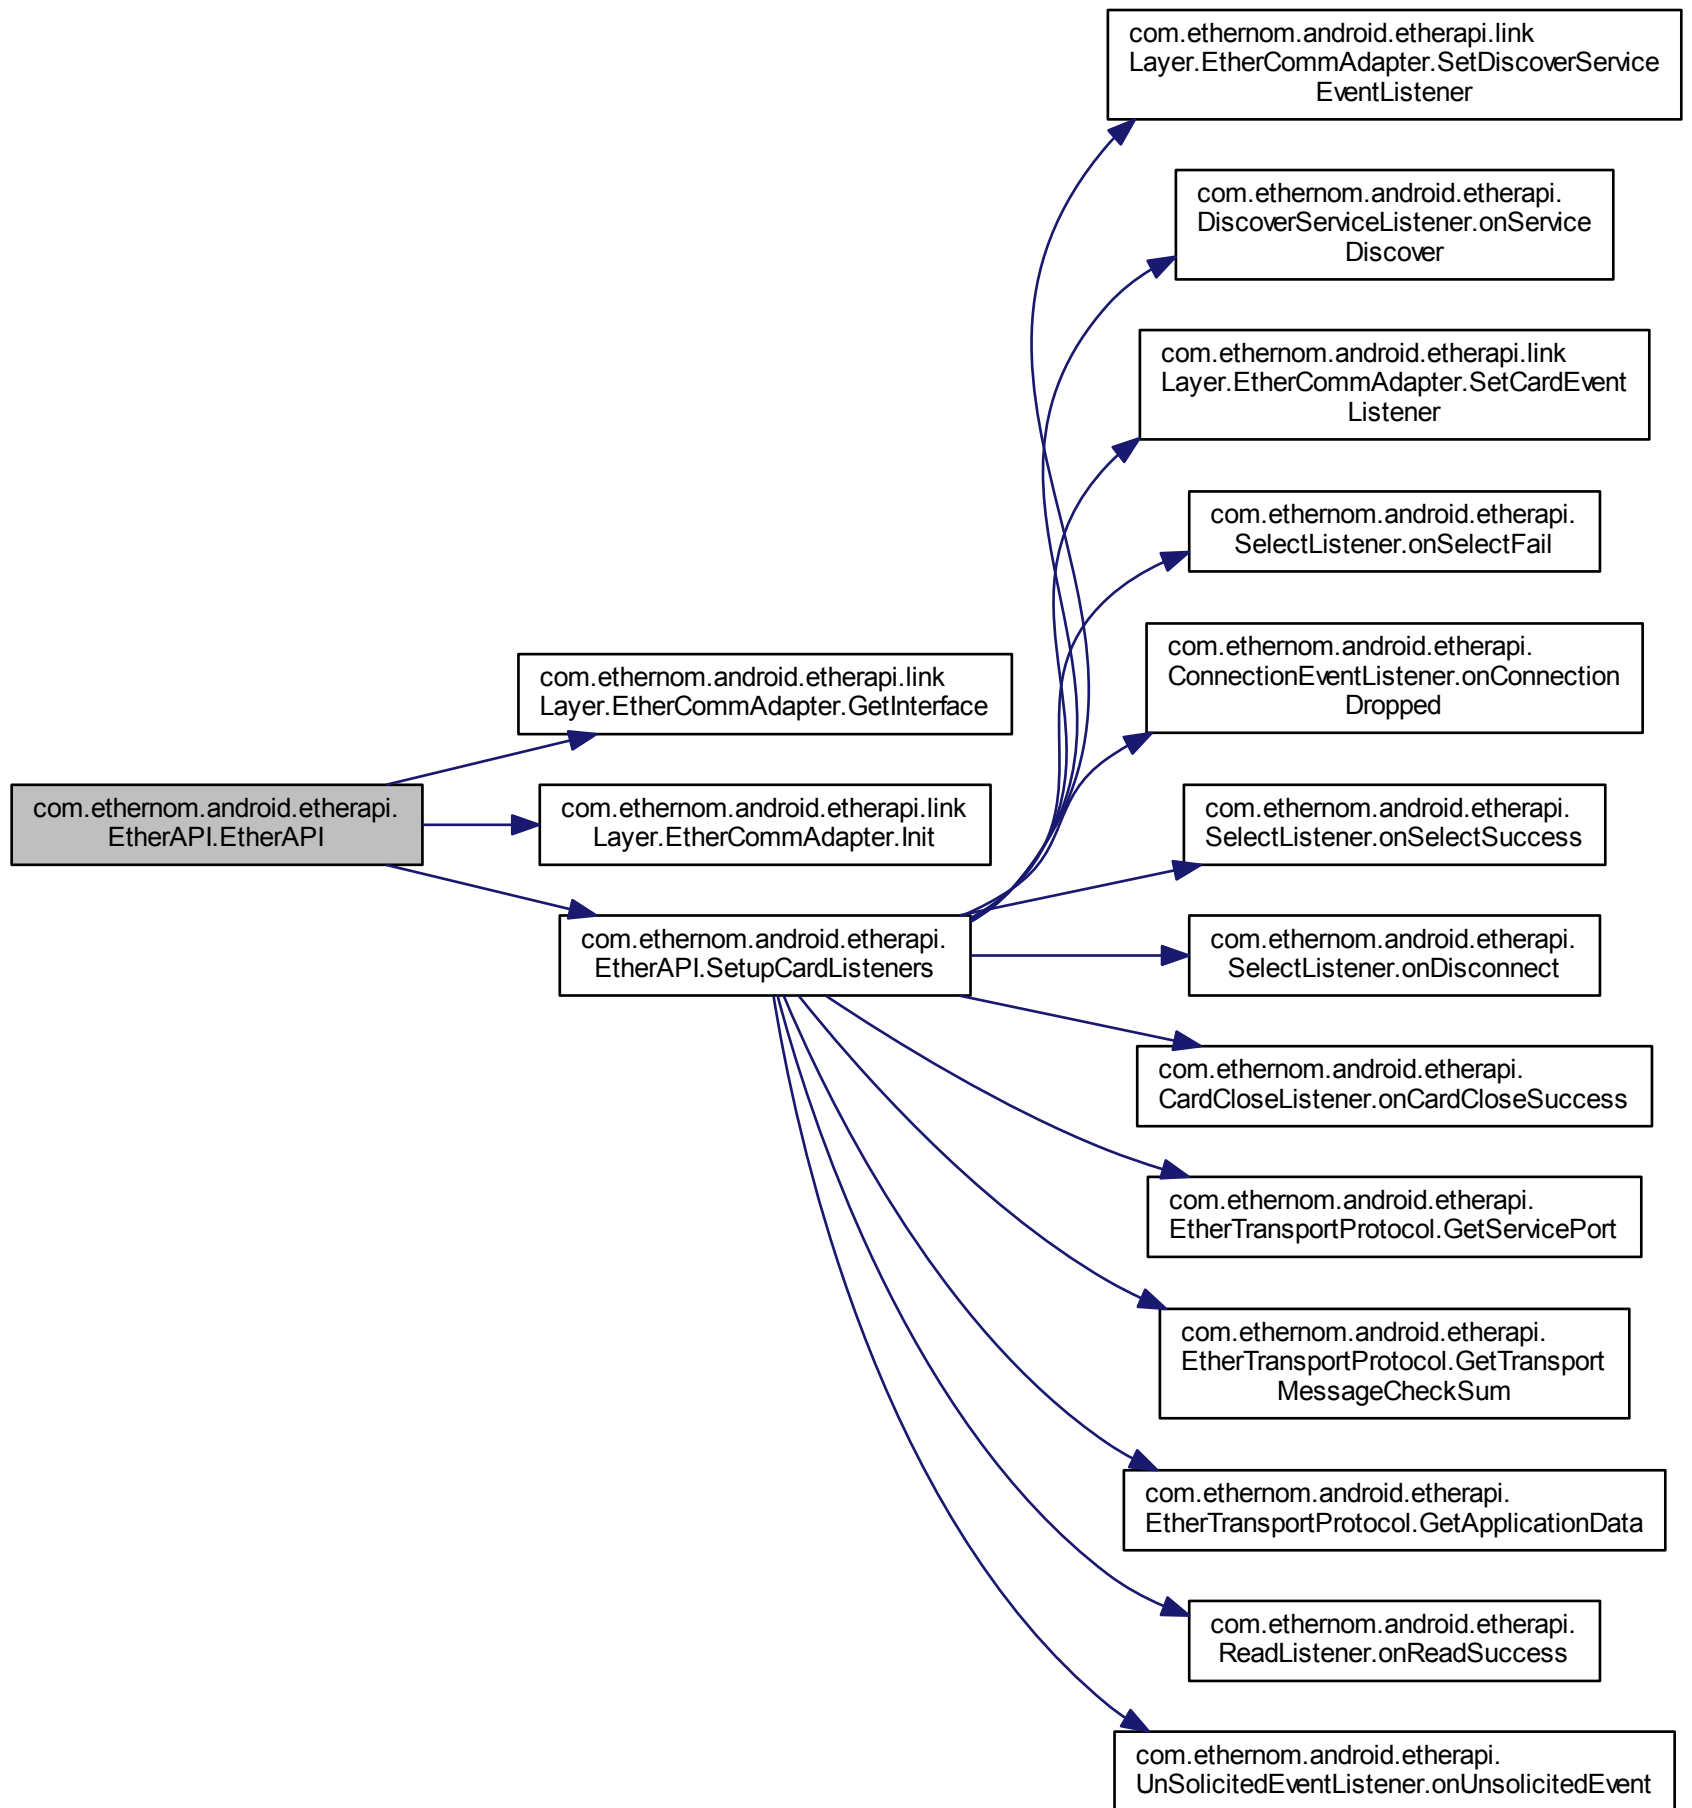 com.ethernom.android.etherapi.
EtherAPI.EtherAPI
com.ethernom.android.etherapi.link
Layer.EtherCommAdapter.GetInterface
com.ethernom.android.etherapi.link
Layer.EtherCommAdapter.Init
com.ethernom.android.etherapi.
EtherAPI.SetupCardListeners
com.ethernom.android.etherapi.link
Layer.EtherCommAdapter.SetDiscoverService
EventListener
com.ethernom.android.etherapi.
DiscoverServiceListener.onService
Discover
com.ethernom.android.etherapi.link
Layer.EtherCommAdapter.SetCardEvent
Listener
com.ethernom.android.etherapi.
SelectListener.onSelectFail
com.ethernom.android.etherapi.
ConnectionEventListener.onConnection
Dropped
com.ethernom.android.etherapi.
SelectListener.onSelectSuccess
com.ethernom.android.etherapi.
SelectListener.onDisconnect
com.ethernom.android.etherapi.
CardCloseListener.onCardCloseSuccess
com.ethernom.android.etherapi.
EtherTransportProtocol.GetServicePort
com.ethernom.android.etherapi.
EtherTransportProtocol.GetTransport
MessageCheckSum
com.ethernom.android.etherapi.
EtherTransportProtocol.GetApplicationData
com.ethernom.android.etherapi.
ReadListener.onReadSuccess
com.ethernom.android.etherapi.
UnSolicitedEventListener.onUnsolicitedEvent